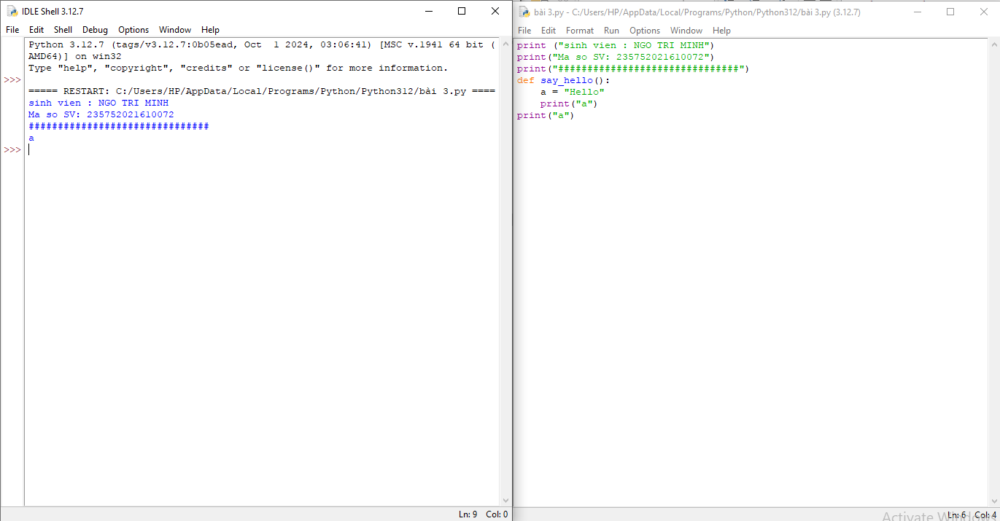 IDLE Shell 3.12.7
File Edit Shell Debug Options Window Help
Python 3.12.7 (tags/v3.12.7:0b05ead, Oct  1 2024, 03:06:41) [MSC v.1941 64 bit (
AMD64)] on win32
Type "help", "copyright", "credits" or "license()" for more information.
>>>
===== RESTART: C:/Users/HP/AppData/Local/Programs/Python/Python312/bài 3.py ====
sinh vien : NGO TRI MINH
Ma so SV: 235752021610072
###############################
a
>>>
Ln: 9 Col: 0
bài 3.py - C:/Users/HP/AppData/Local/Programs/Python/Python312/bài 3.py (3.12.7)
File Edit Format Run Options Window Help
print ("sinh vien : NGO TRI MINH")
print("Ma so SV: 235752021610072")
print("###############################")
def say_hello():
    a = "Hello"
    print("a")
print("a")
Activate Windows
Ln: 6 Col: 4